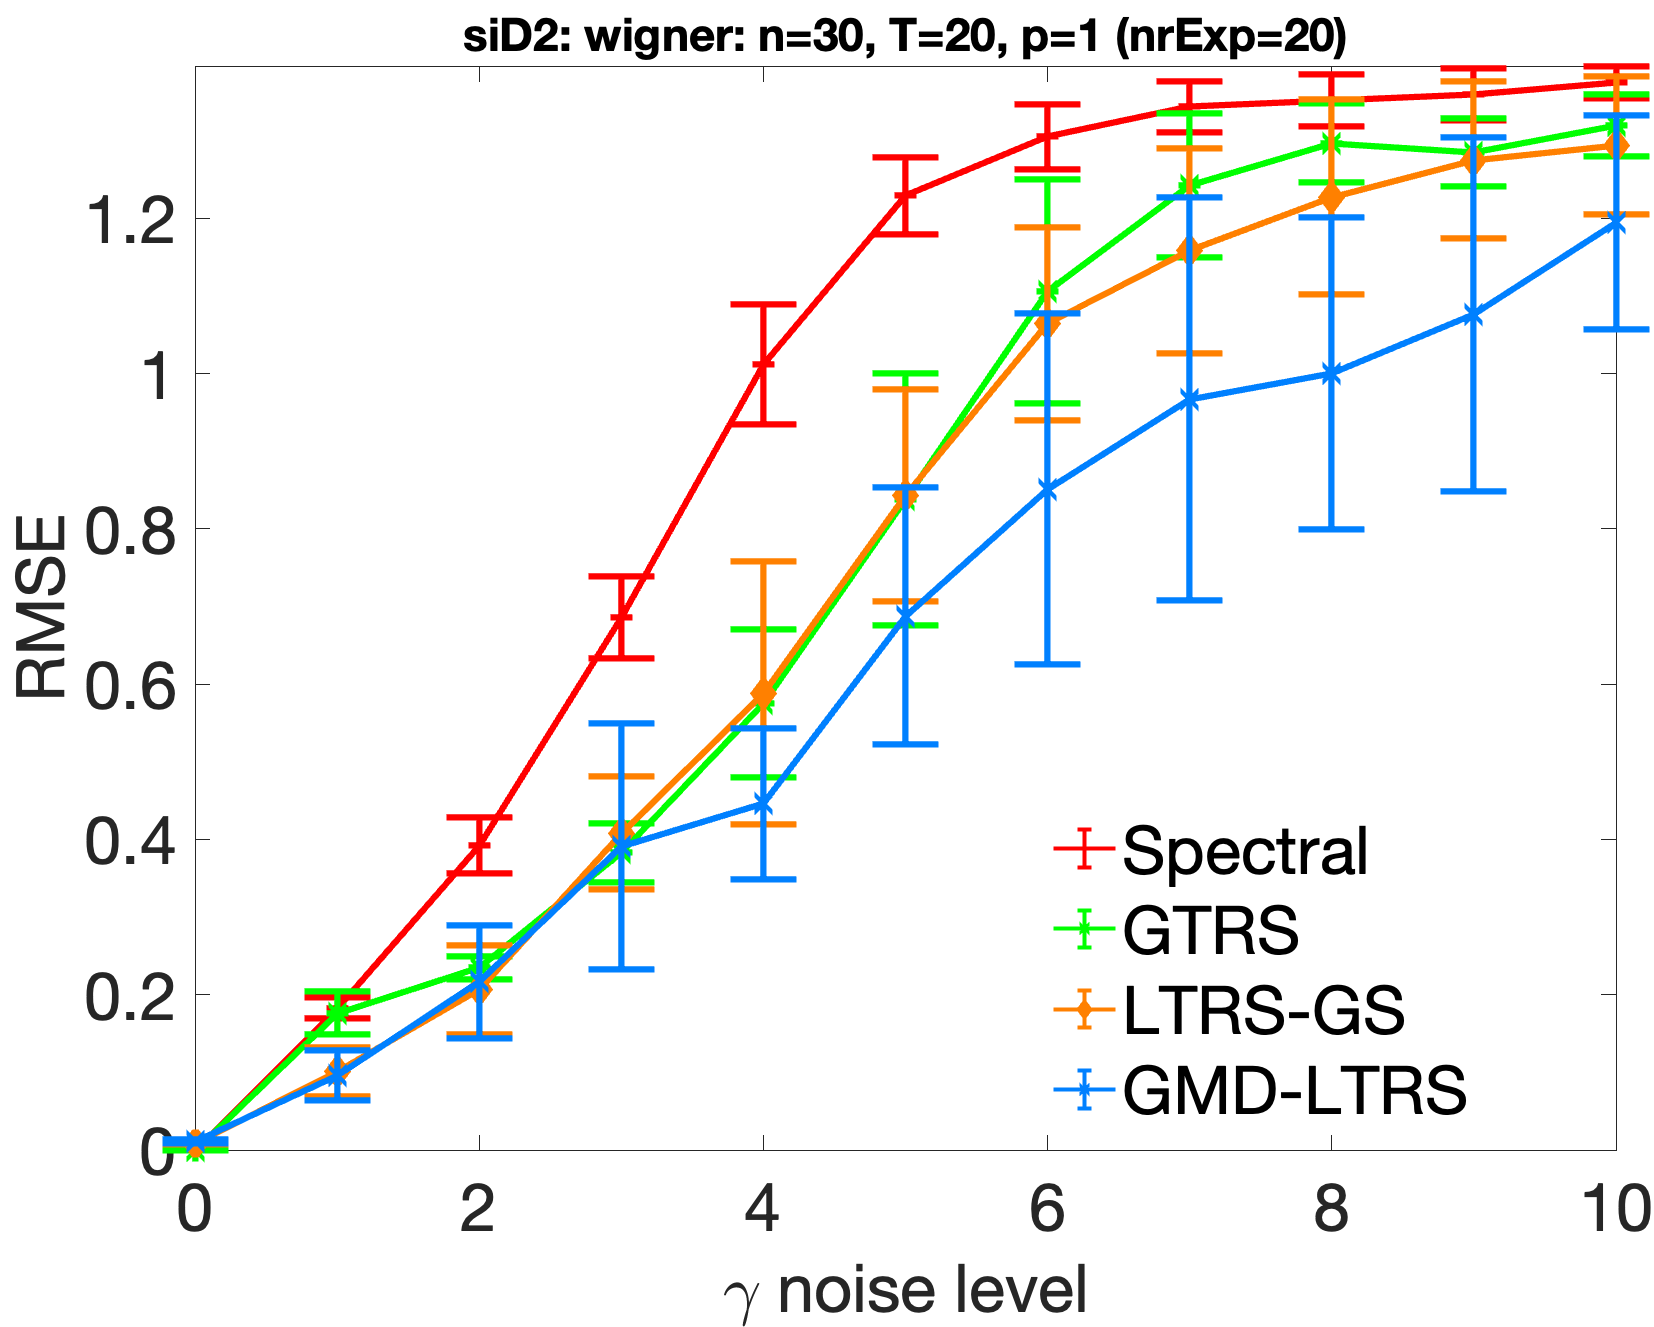 siD2: wigner: n=30, T=20, p=1 (nrExp=20)
RMSE
1.2
1
0.8
0.6
0.4
0.2
0
0 2 4 6 8 10
γ noise level
Spectral
GTRS
LTRS-GS
GMD-LTRS